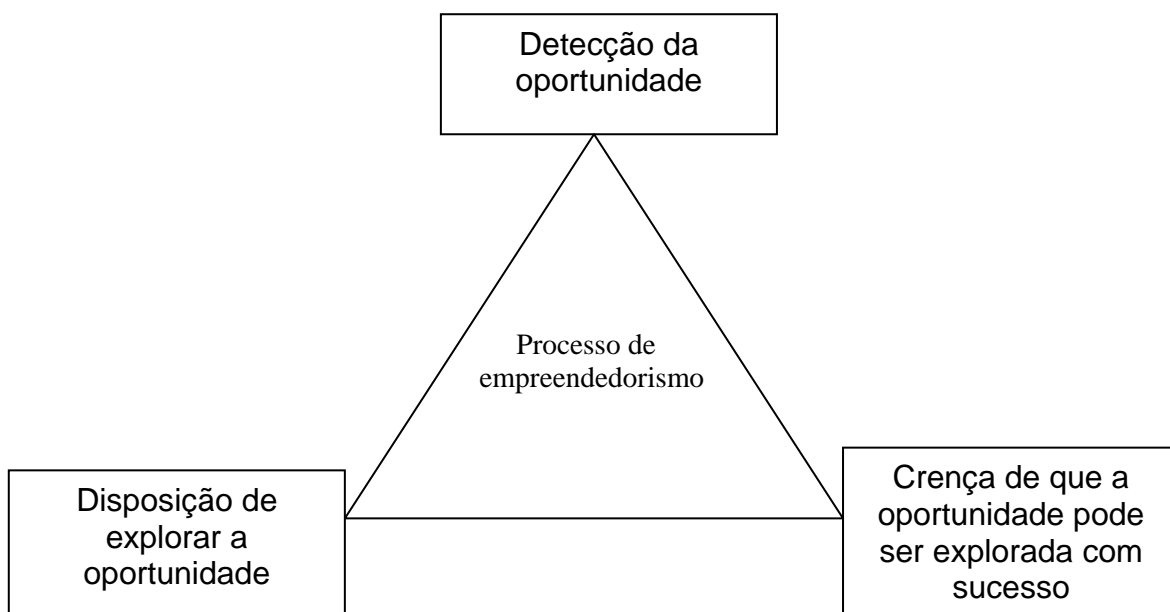 Detecção da
oportunidade
Processo de
empreendedorismo
Disposição de
explorar a
oportunidade
Crença de que a
oportunidade pode
ser explorada com
sucesso